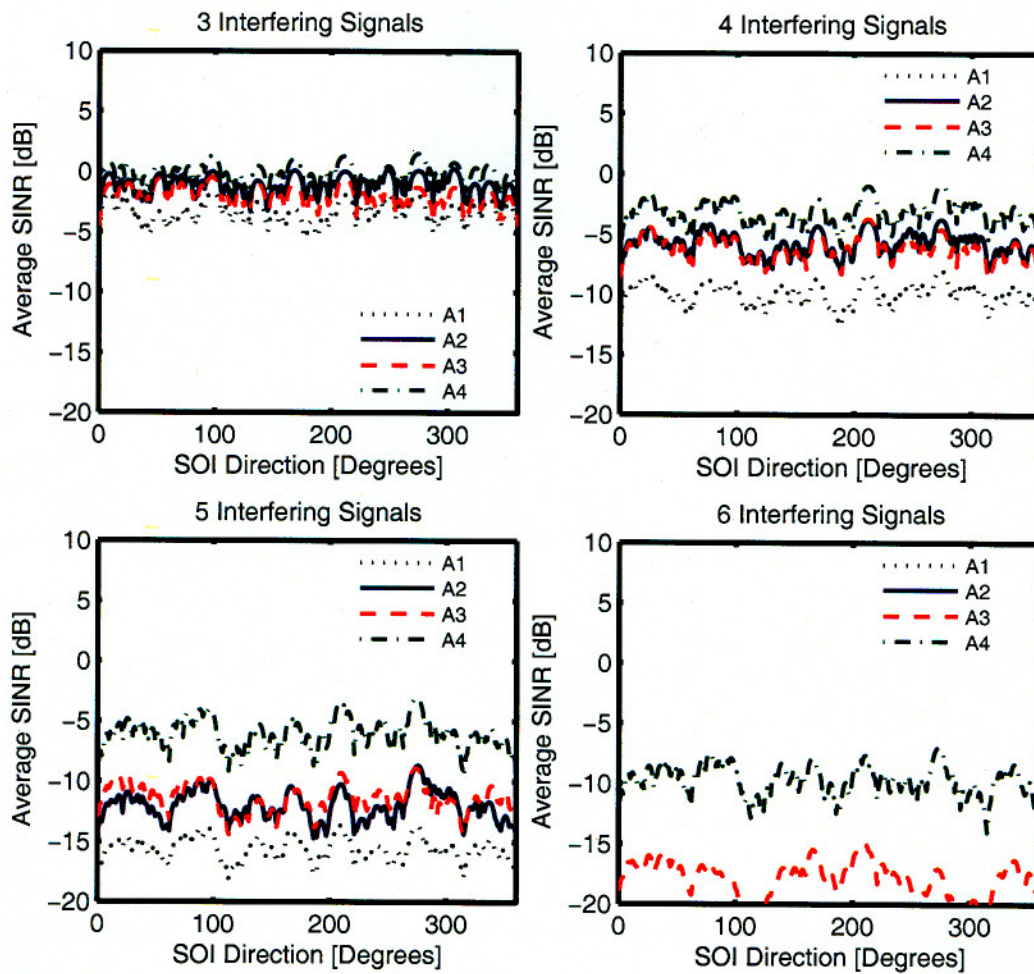 3 Interfering Signals
10
5
0
−5
−10
−15
−20
Average SINR [dB]
A1
A2
A3
A4
0
100
200
300
SOI Direction [Degrees]
4 Interfering Signals
10
5
0
−5
−10
−15
−20
Average SINR [dB]
A1
A2
A3
A4
0
100
200
300
SOI Direction [Degrees]
5 Interfering Signals
10
5
0
−5
−10
−15
−20
Average SINR [dB]
A1
A2
A3
A4
0
100
200
300
SOI Direction [Degrees]
6 Interfering Signals
10
5
0
−5
−10
−15
−20
Average SINR [dB]
A1
A2
A3
A4
0
100
200
300
SOI Direction [Degrees]